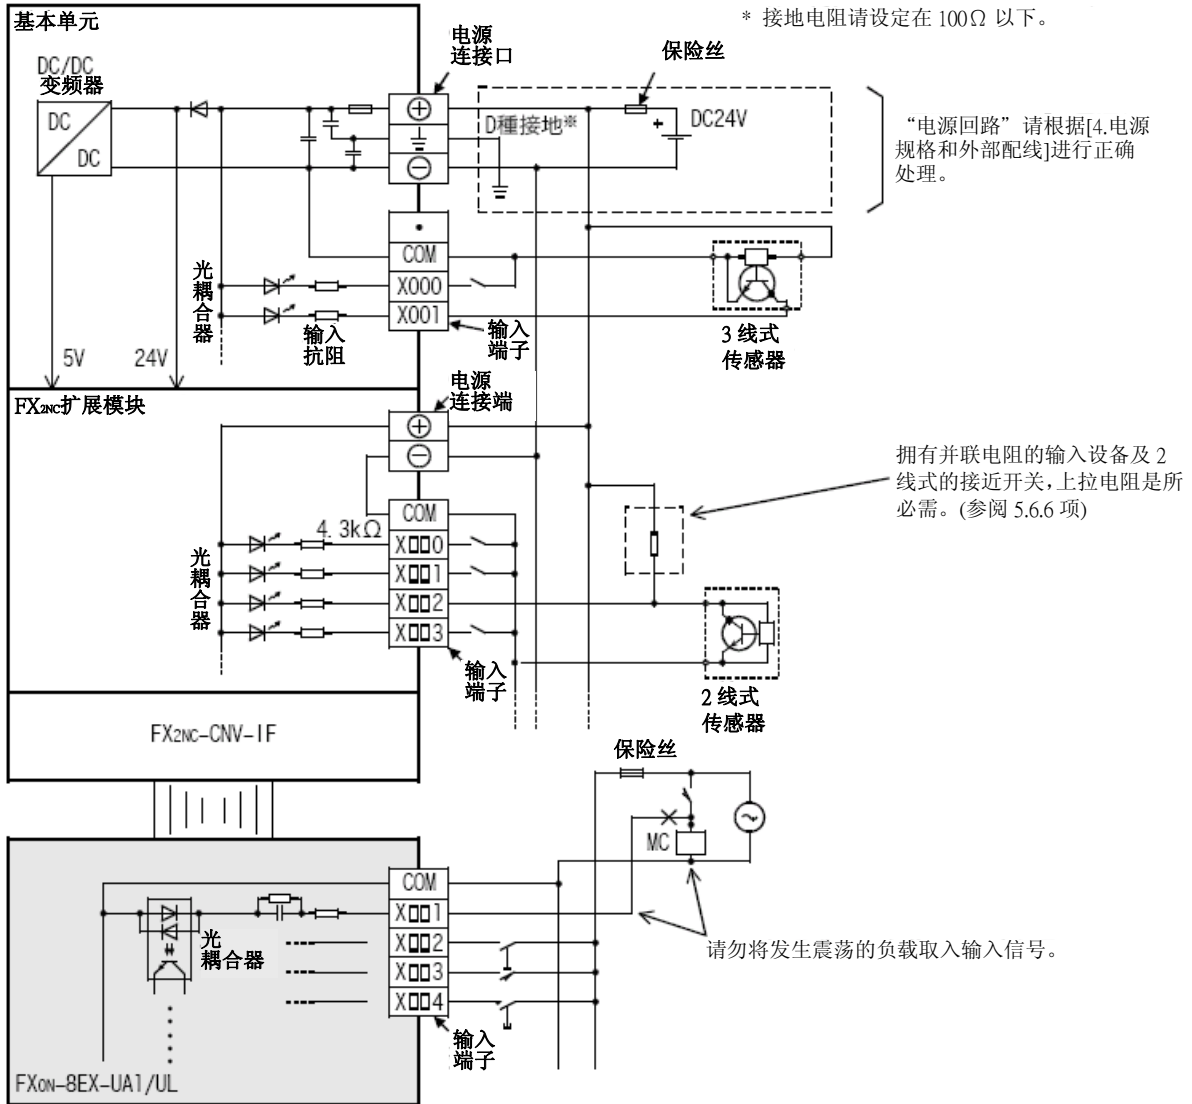 基本单元
* 接地电阻请设定在 100Ω 以下。
电源
连接口
保险丝
DC/DC
变频器
DC
DC
D種接地※
+
DC24V
“电源回路”请根据[4.电源
规格和外部配线]进行正确
处理。
COM
X000
X001
光
耦
合
器
输入
抗阻
输入
端子
3 线式
传感器
5V
24V
FX2NC扩展模块
电源
连接端
拥有并联电阻的输入设备及 2
线式的接近开关，上拉电阻是所
必需。(参阅 5.6.6 项)
COM
4.3kΩ
X□□0
X□□1
X□□2
X□□3
光
耦
合
器
输入
端子
2 线式
传感器
FX2NC-CNV-IF
保险丝
MC
COM
X□□1
X□□2
X□□3
X□□4
光
耦合器
请勿将发生震荡的负载取入输入信号。
输入
端子
FX0N-8EX-UA1/UL